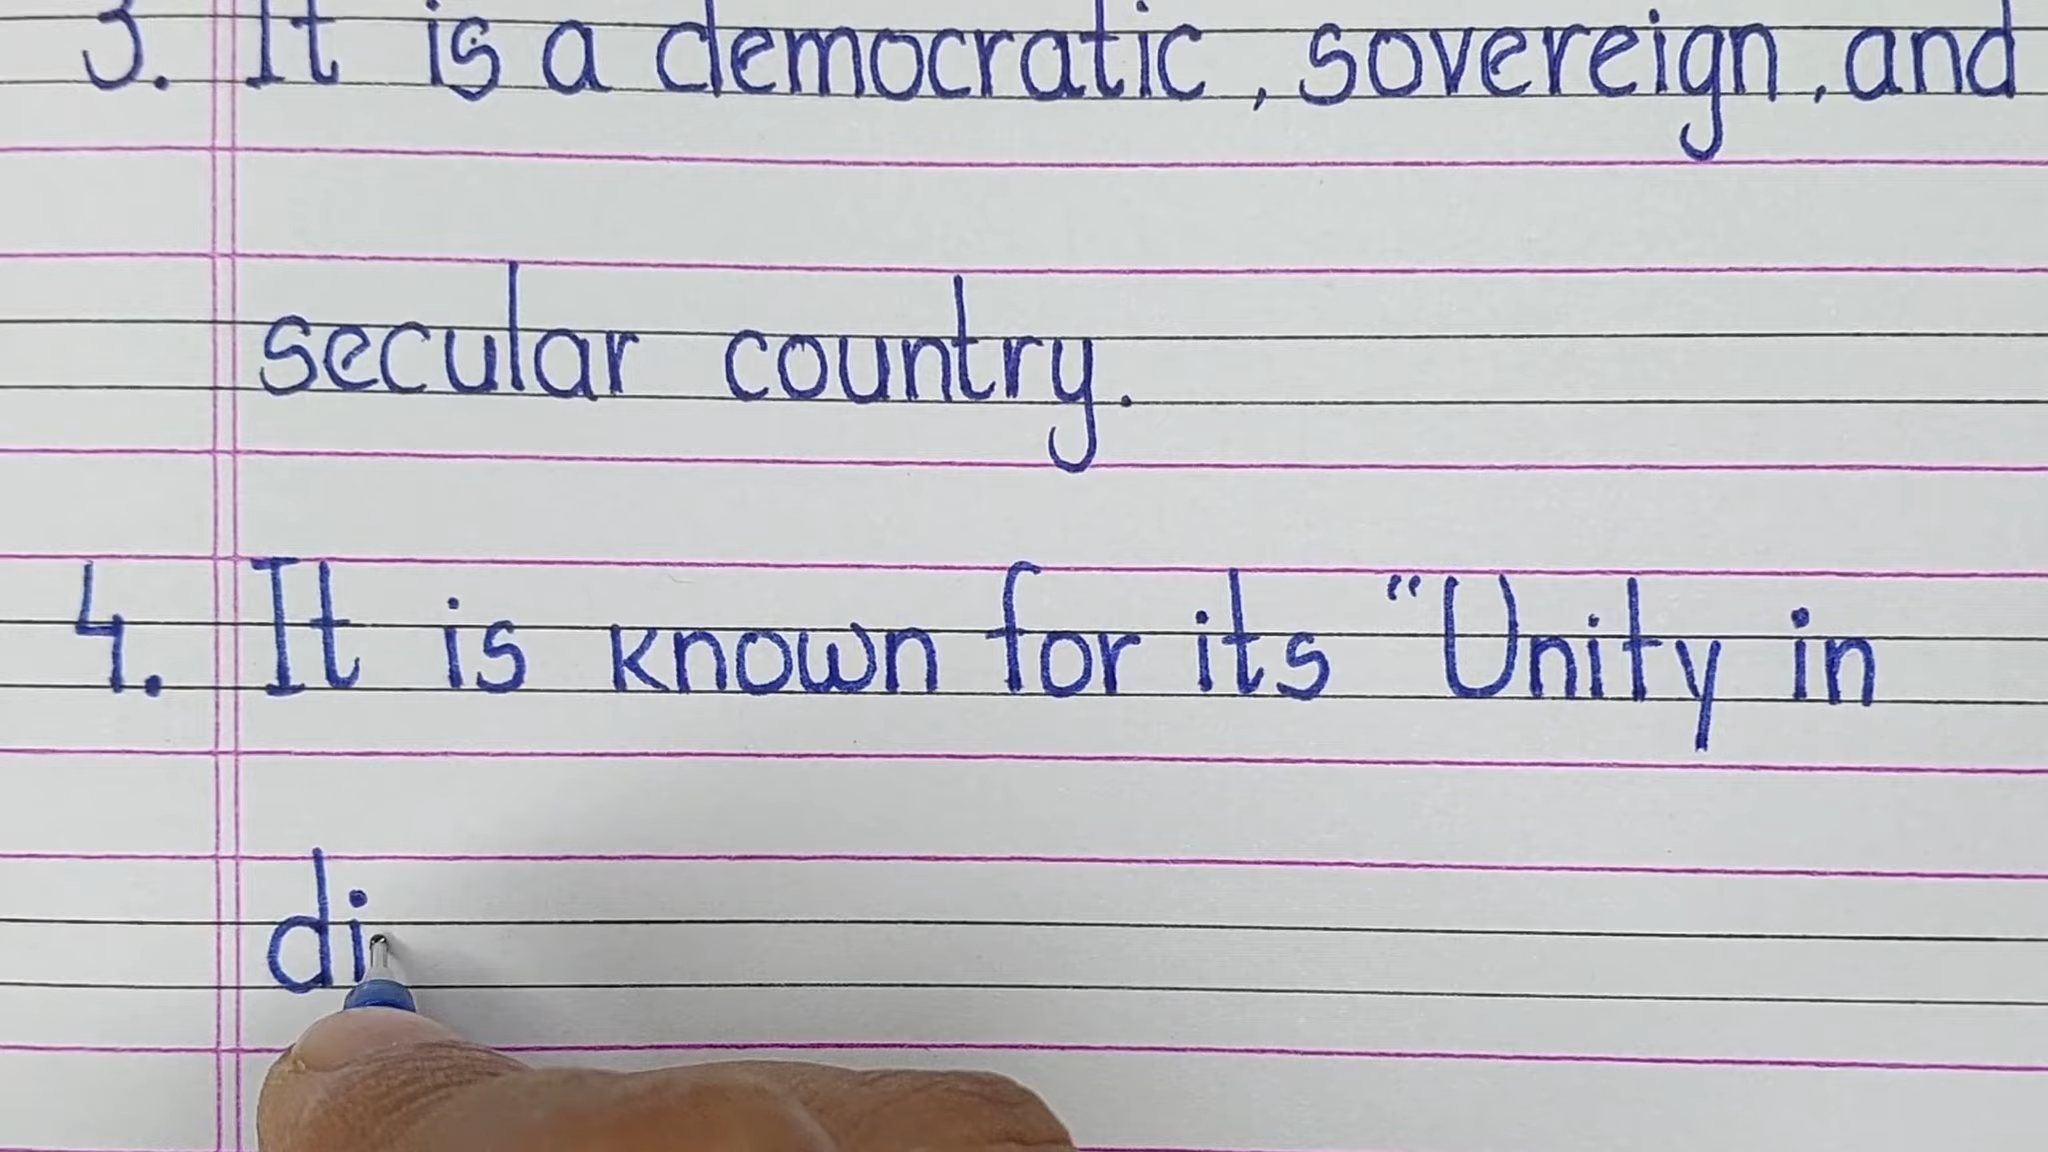 3. It is a democratic, sovereign, and
secular country.
4. It is known for its "Unity in
di